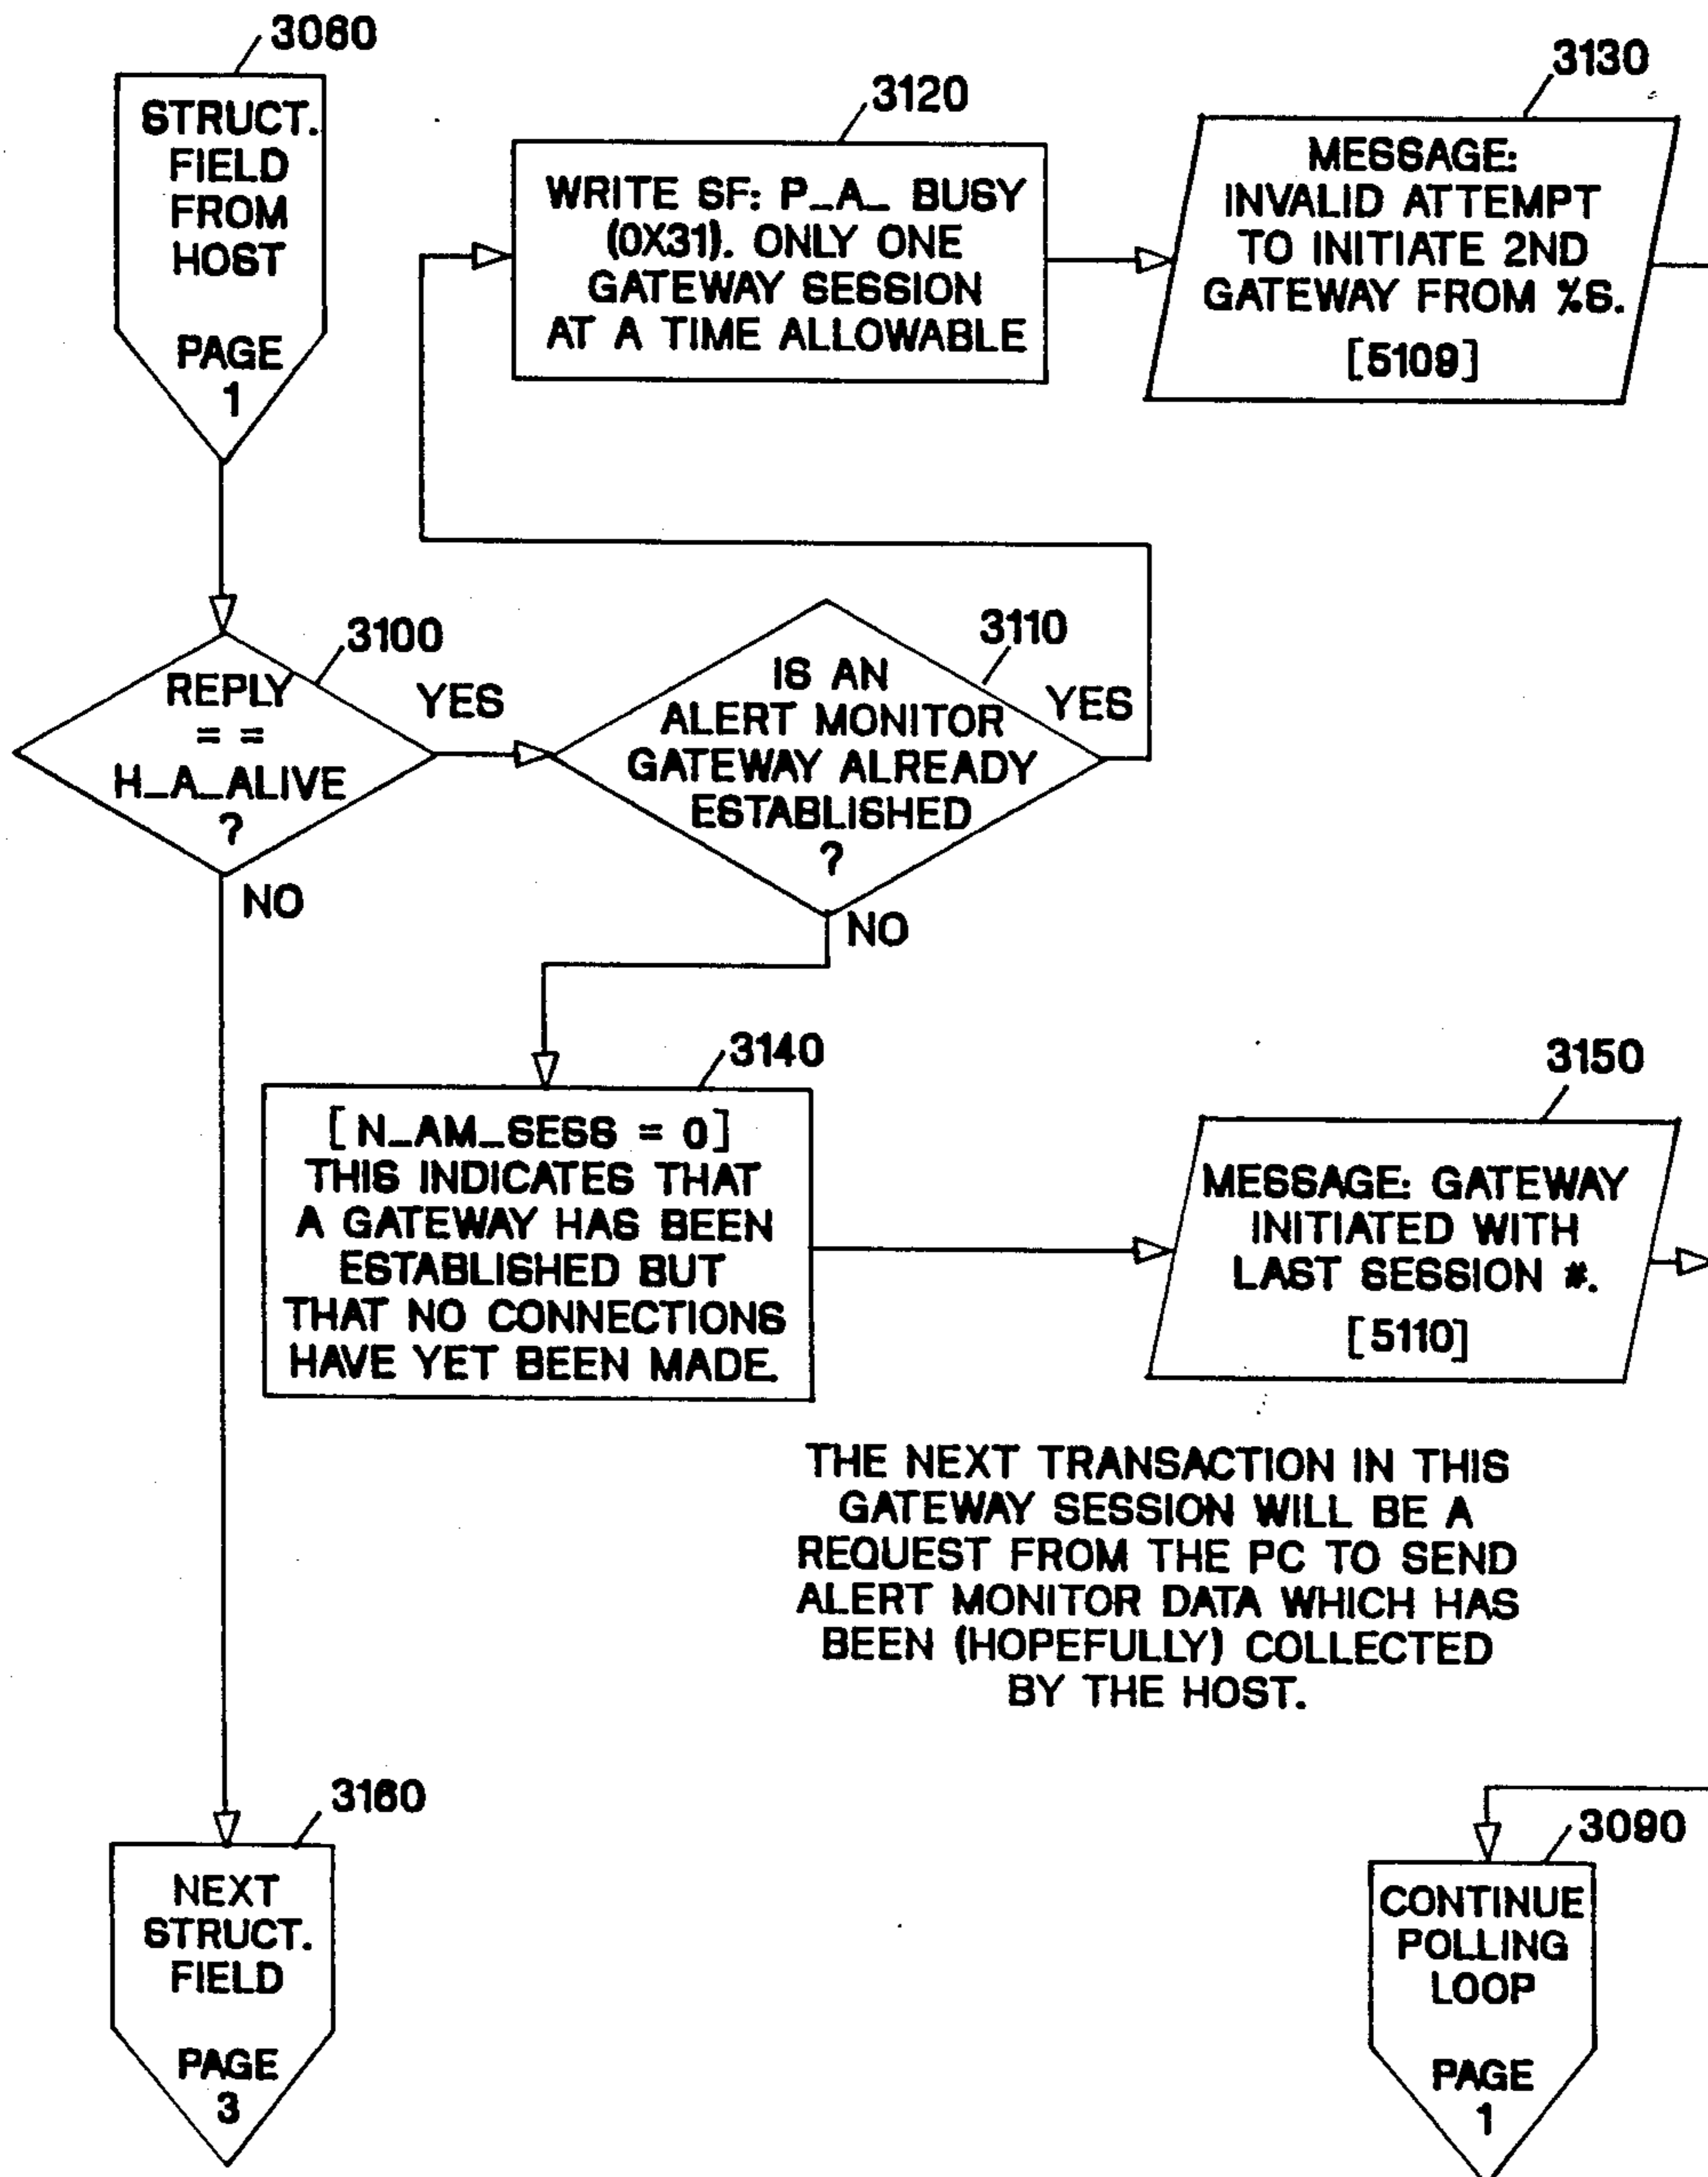 3080
STRUCT.
FIELD
FROM
HOST
PAGE
1
3120
WRITE SF: P_A_ BUSY
(0X31). ONLY ONE
GATEWAY SESSION
AT A TIME ALLOWABLE
3130
MESSAGE:
INVALID ATTEMPT
TO INITIATE 2ND
GATEWAY FROM %S.
[5109]
3100
REPLY
= =
H_A_ALIVE
?
YES
NO
3110
IS AN
ALERT MONITOR
GATEWAY ALREADY
ESTABLISHED
?
YES
NO
3140
[N_AM_SESS = 0]
THIS INDICATES THAT
A GATEWAY HAS BEEN
ESTABLISHED BUT
THAT NO CONNECTIONS
HAVE YET BEEN MADE.
3150
MESSAGE: GATEWAY
INITIATED WITH
LAST SESSION #.
[5110]
THE NEXT TRANSACTION IN THIS
GATEWAY SESSION WILL BE A
REQUEST FROM THE PC TO SEND
ALERT MONITOR DATA WHICH HAS
BEEN (HOPEFULLY) COLLECTED
BY THE HOST.
3160
NEXT
STRUCT.
FIELD
PAGE
3
3090
CONTINUE
POLLING
LOOP
PAGE
1